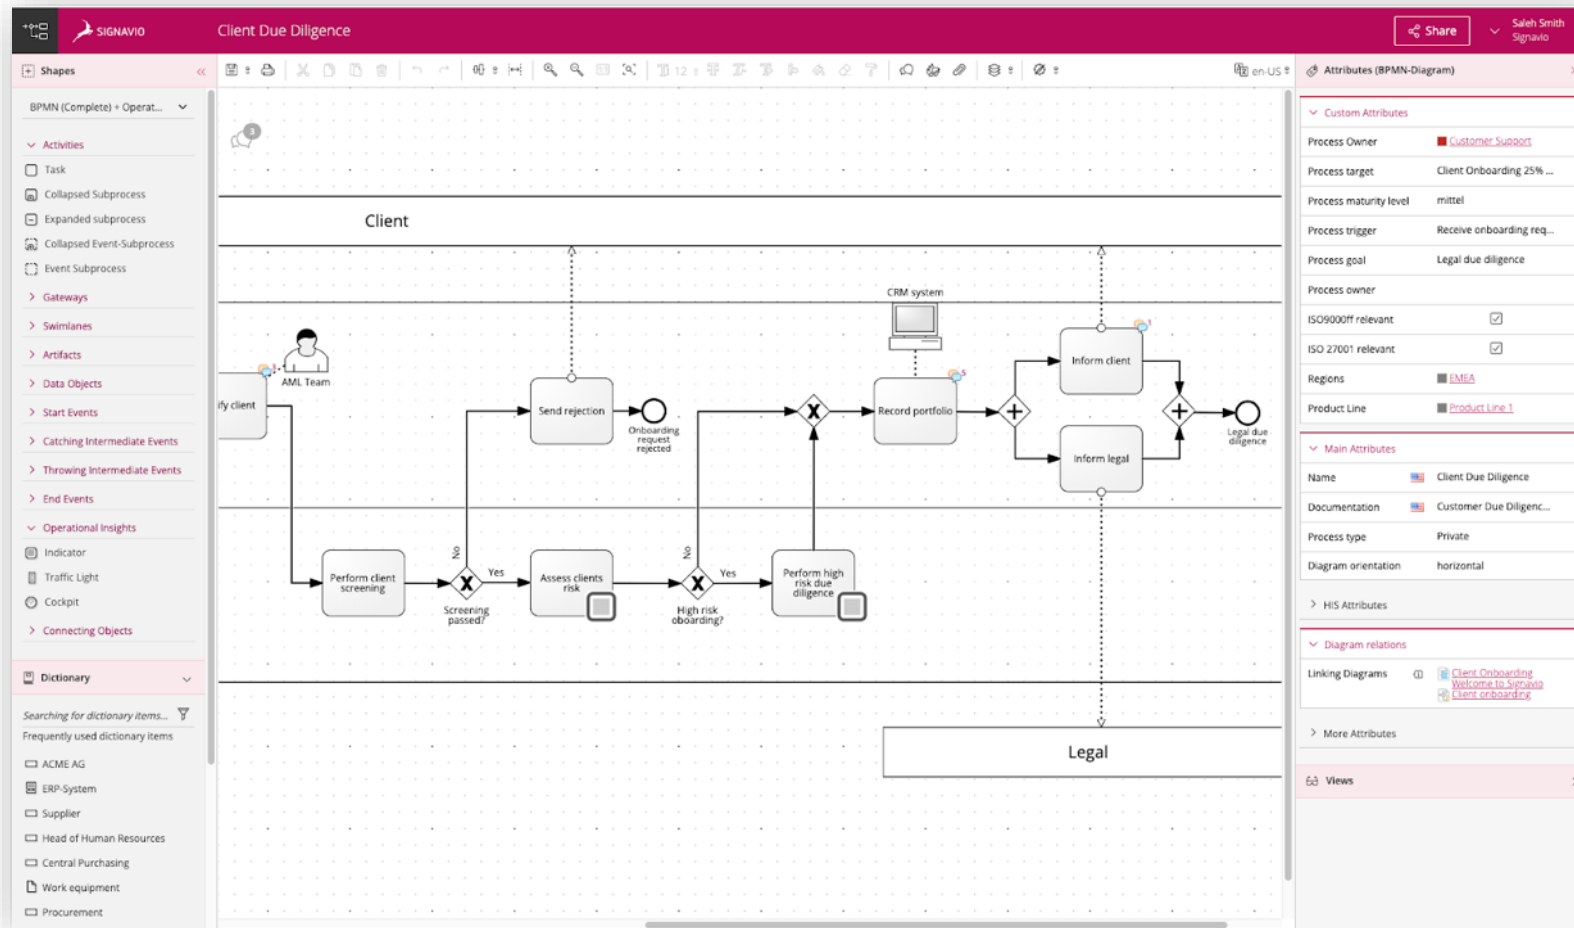 SIGNAVIO
Client Due Diligence
Share
Saleh Smith
Signavio
Shapes
BPMN (Complete) + Operat...
Activities
Task
Collapsed Subprocess
Expanded subprocess
Collapsed Event-Subprocess
Event Subprocess
Gateways
Swimlanes
Artifacts
Data Objects
Start Events
Catching Intermediate Events
Throwing Intermediate Events
End Events
Operational Insights
Indicator
Traffic Light
Cockpit
Connecting Objects
Dictionary
Searching for dictionary items...
Frequently used dictionary items
ACME AG
ERP-System
Supplier
Head of Human Resources
Central Purchasing
Work equipment
Procurement
12
en-US
3
Client
AML Team
ify client
Send rejection
Onboarding
request
rejected
CRM system
Record portfolio
5
Inform client
1
Inform legal
Legal due
diligence
Perform client
screening
No
Yes
Screening
passed?
Assess clients
risk
No
Yes
High risk
oboarding?
Perform high
risk due
diligence
Legal
Attributes (BPMN-Diagram)
Custom Attributes
Process Owner Customer Support
Process target Client Onboarding 25% ...
Process maturity level mittel
Process trigger Receive onboarding req...
Process goal Legal due diligence
Process owner
ISO9000ff relevant
ISO 27001 relevant
Regions EMEA
Product Line Product Line 1
Main Attributes
Name Client Due Diligence
Documentation Customer Due Diligenc...
Process type Private
Diagram orientation horizontal
HIS Attributes
Diagram relations
Linking Diagrams Client Onboarding
Welcome to Signavio
Client onboarding
More Attributes
Views